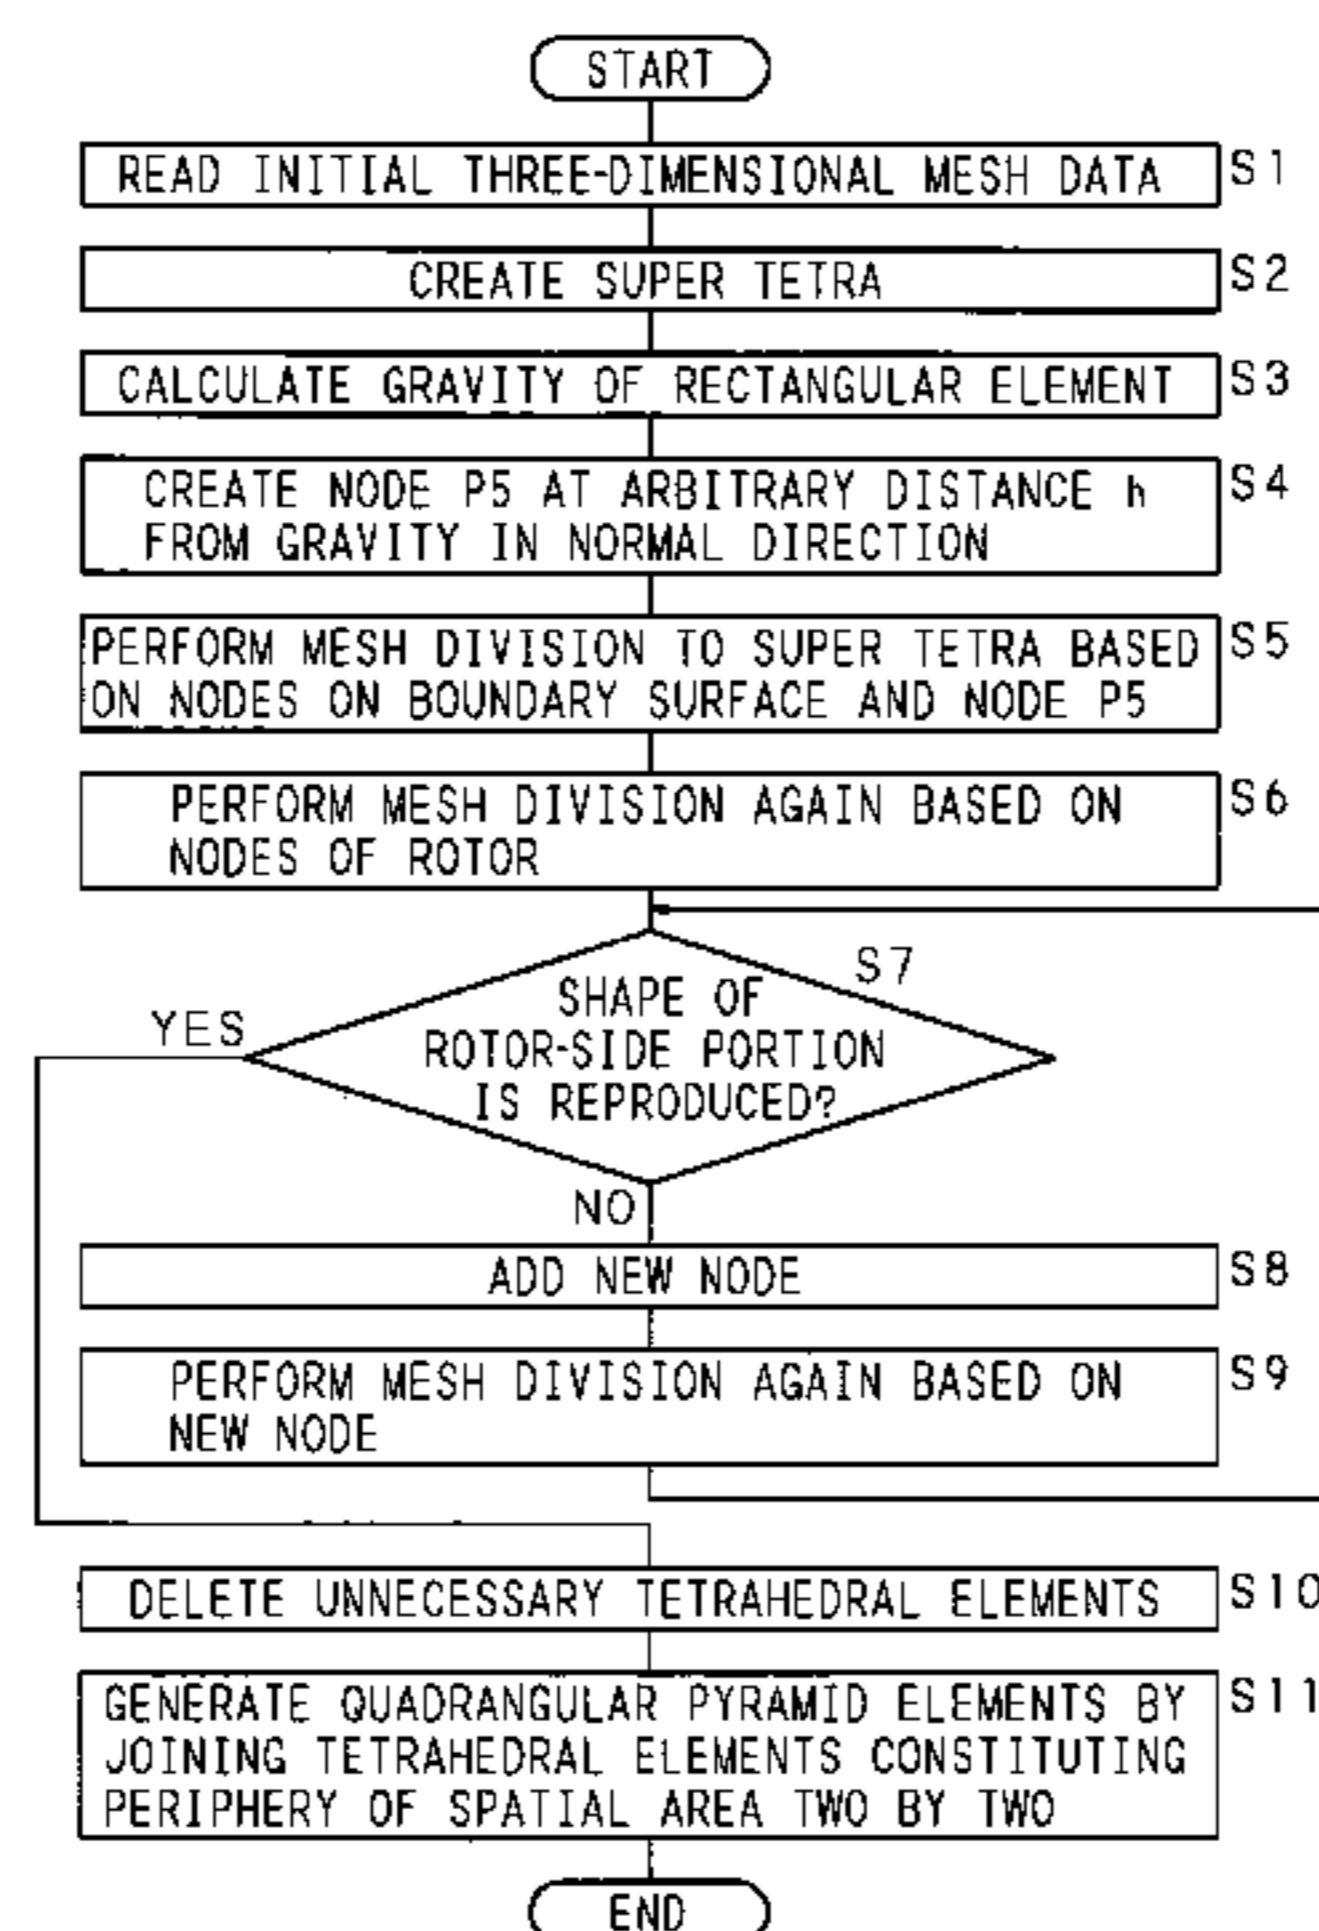 START
READ INITIAL THREE-DIMENSIONAL MESH DATA S1
CREATE SUPER TETRA S2
CALCULATE GRAVITY OF RECTANGULAR ELEMENT S3
CREATE NODE P5 AT ARBITRARY DISTANCE h S4
FROM GRAVITY IN NORMAL DIRECTION
PERFORM MESH DIVISION TO SUPER TETRA BASED S5
ON NODES ON BOUNDARY SURFACE AND NODE P5
PERFORM MESH DIVISION AGAIN BASED ON S6
NODES OF ROTOR
S7
SHAPE OF
YES
ROTOR-SIDE PORTION
IS REPRODUCED?
NO
ADD NEW NODE S8
PERFORM MESH DIVISION AGAIN BASED ON S9
NEW NODE
DELETE UNNECESSARY TETRAHEDRAL ELEMENTS S10
GENERATE QUADRANGULAR PYRAMID ELEMENTS BY S11
JOINING TETRAHEDRAL ELEMENTS CONSTITUTING
PERIPHERY OF SPATIAL AREA TWO BY TWO
END